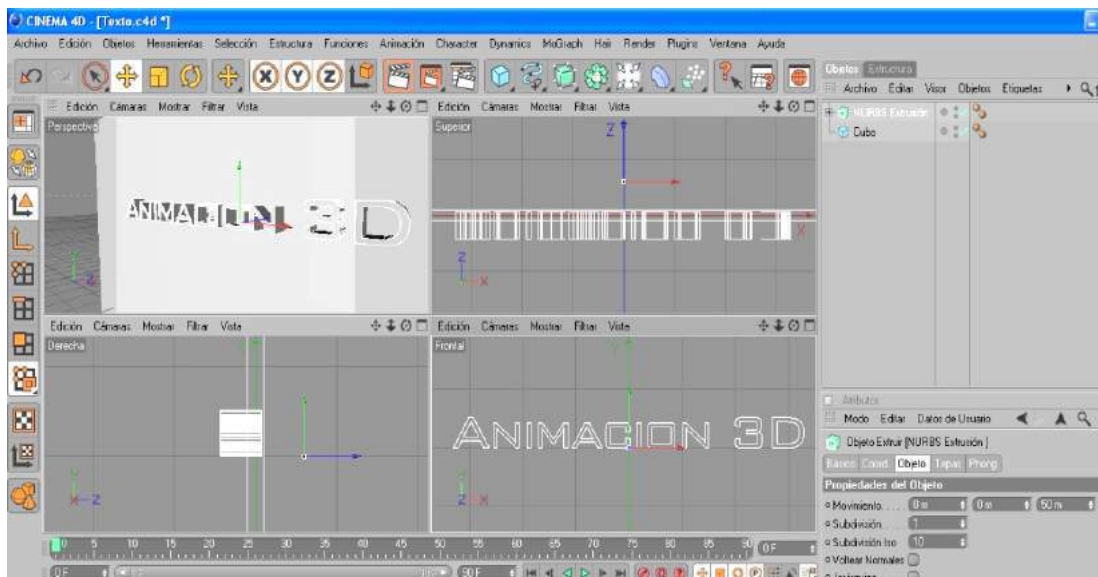 CINEMA 4D - [Texto.c4d *]
Archivo Edición Objetos Herramientas Selección Estructura Funciones Animación Character Dynamics MoGraph Hair Render Plugins Ventana Ayuda
X Y Z
Objetos Estructura
Archivo Editar Visor Objetos Etiquetas
NURBS Extrusión
Cubo
Edición Cámaras Mostrar Filtrar Vista
Perspectiva
ANIMACION 3D
Edición Cámaras Mostrar Filtrar Vista
Superior
Z
X
Z
X
Edición Cámaras Mostrar Filtrar Vista
Derecha
Z
Edición Cámaras Mostrar Filtrar Vista
Frontal
ANIMACION 3D
Z X
Atributos
Modo Editar Datos de Usuario
Objeto Extruir [NURBS Extrusión ]
Básico Coord. Objeto Tapas Phong
Propiedades del Objeto
Movimiento. . . . . 0 m 0 m 50 m
Subdivisión 1
Subdivisión Iso 10
Voltear Normales
0 5 10 15 20 25 30 35 40 45 50 55 60 65 70 75 80 85 90 0 F
0 F 90 F